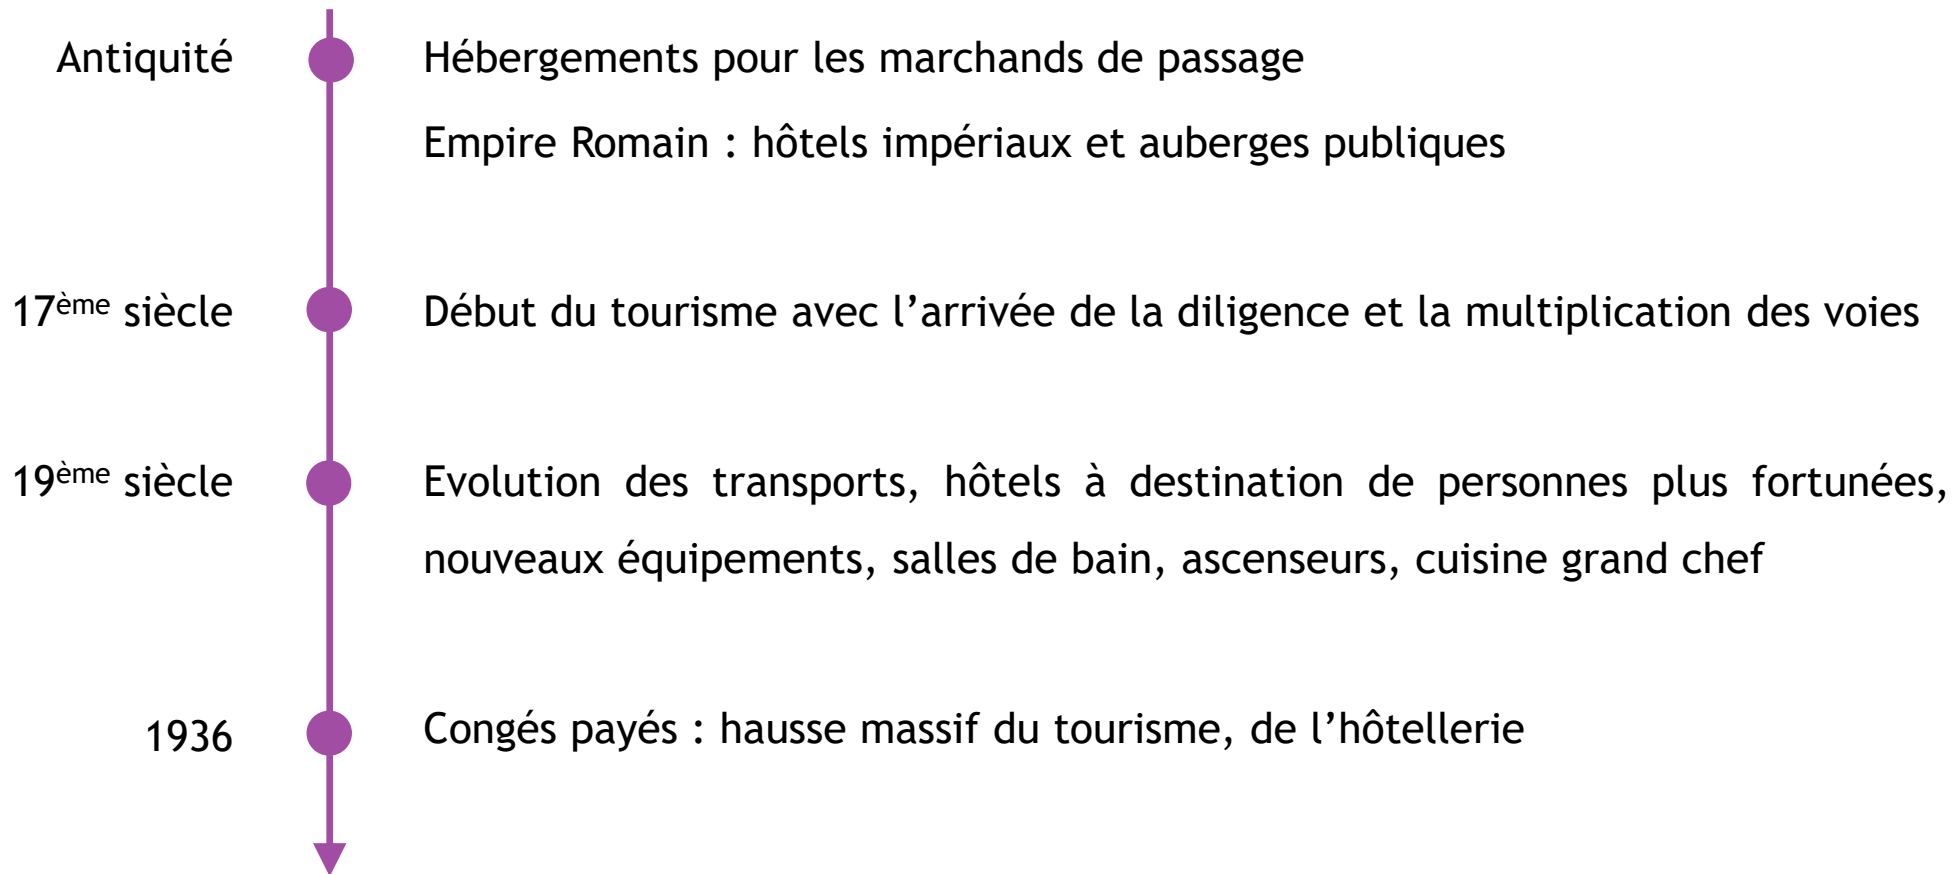 Antiquité
Hébergements pour les marchands de passage
Empire Romain : hôtels impériaux et auberges publiques
17ème siècle
Début du tourisme avec l’arrivée de la diligence et la multiplication des voies
19ème siècle
Evolution des transports, hôtels à destination de personnes plus fortunées,
nouveaux équipements, salles de bain, ascenseurs, cuisine grand chef
1936
Congés payés : hausse massif du tourisme, de l’hôtellerie